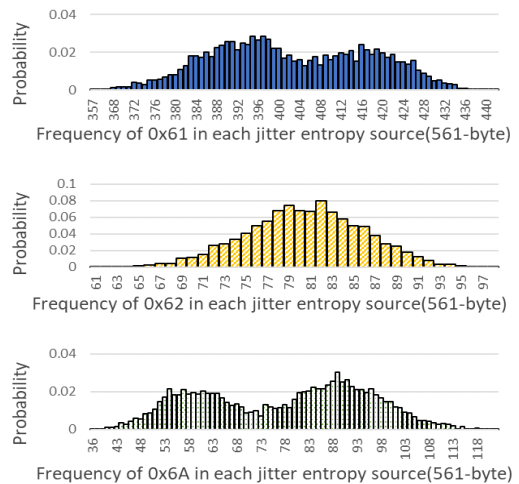 0.04
0.02
0
Probability
357 368 372 376 380 384 388 392 396 400 404 408 412 416 420 424 428 432 436 440
Frequency of 0x61 in each jitter entropy source(561-byte)
0.1
0.08
0.06
0.04
0.02
0
Probability
61 63 65 67 69 71 73 75 77 79 81 83 85 87 89 91 93 95 97
Frequency of 0x62 in each jitter entropy source(561-byte)
0.04
0.02
0
Probability
36 43 48 53 58 63 68 73 78 83 88 93 98 103 108 113 118
Frequency of 0x6A in each jitter entropy source(561-byte)